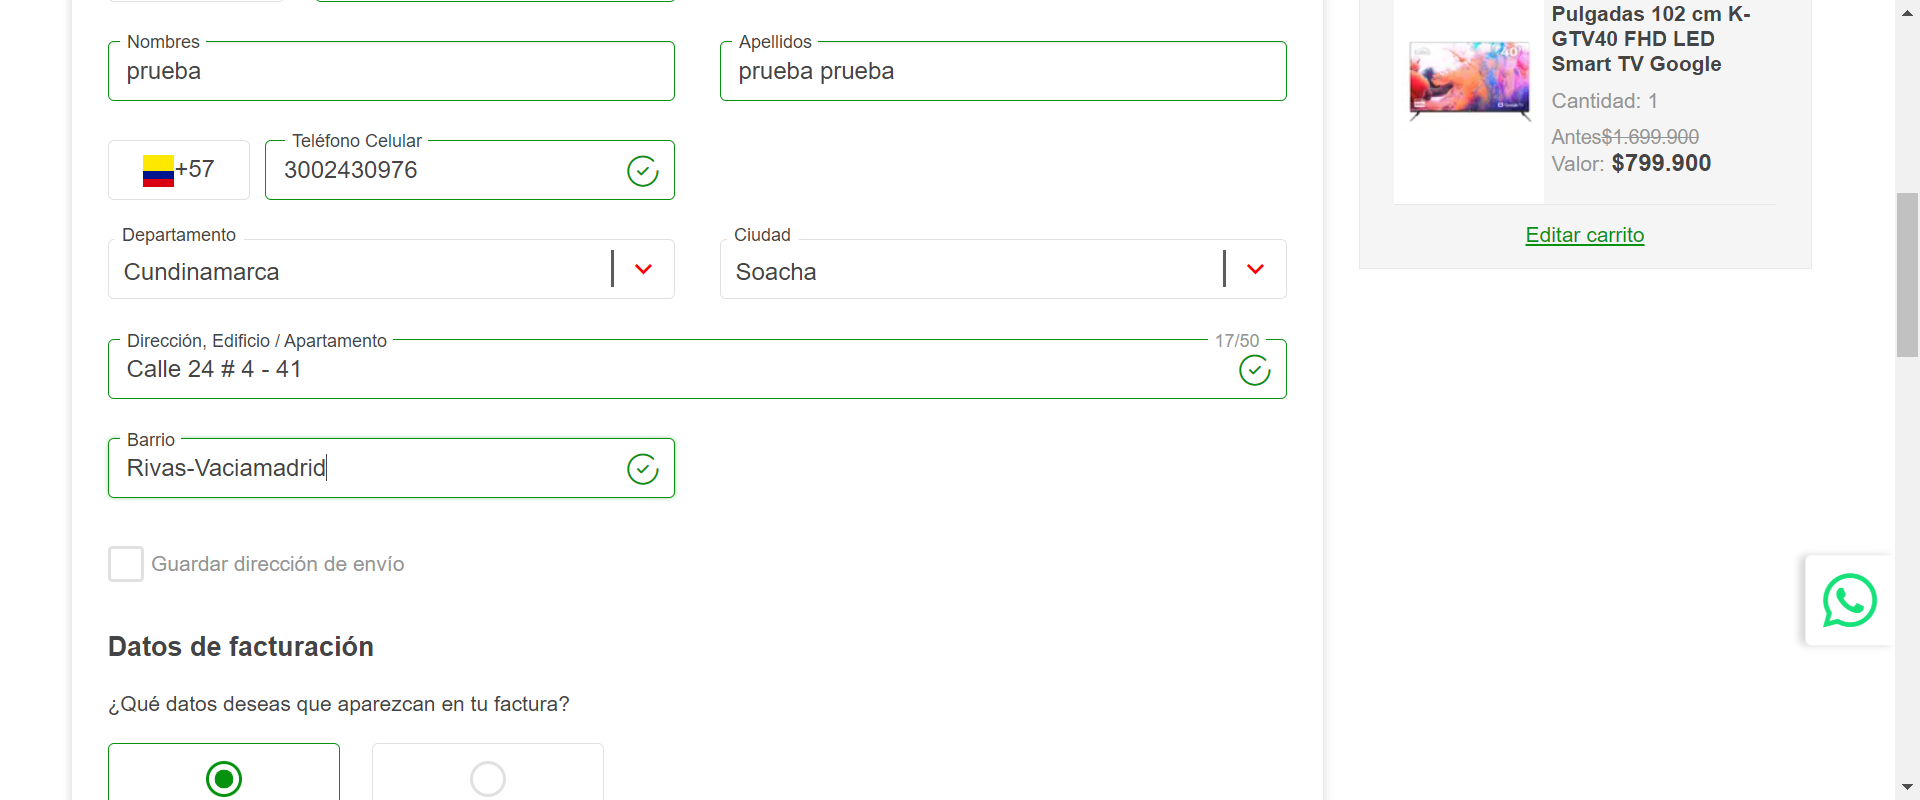 Nombres
prueba
Apellidos
prueba prueba
+57
Teléfono Celular
3002430976
Departamento
Cundinamarca
Ciudad
Soacha
Dirección, Edificio / Apartamento
17/50
Calle 24 # 4 - 41
Barrio
Rivas-Vaciamadrid
Guardar dirección de envío
Datos de facturación
¿Qué datos deseas que aparezcan en tu factura?
Pulgadas 102 cm K-
GTV40 FHD LED
Smart TV Google
Cantidad: 1
Antes$1.699.900
Valor: $799.900
Editar carrito